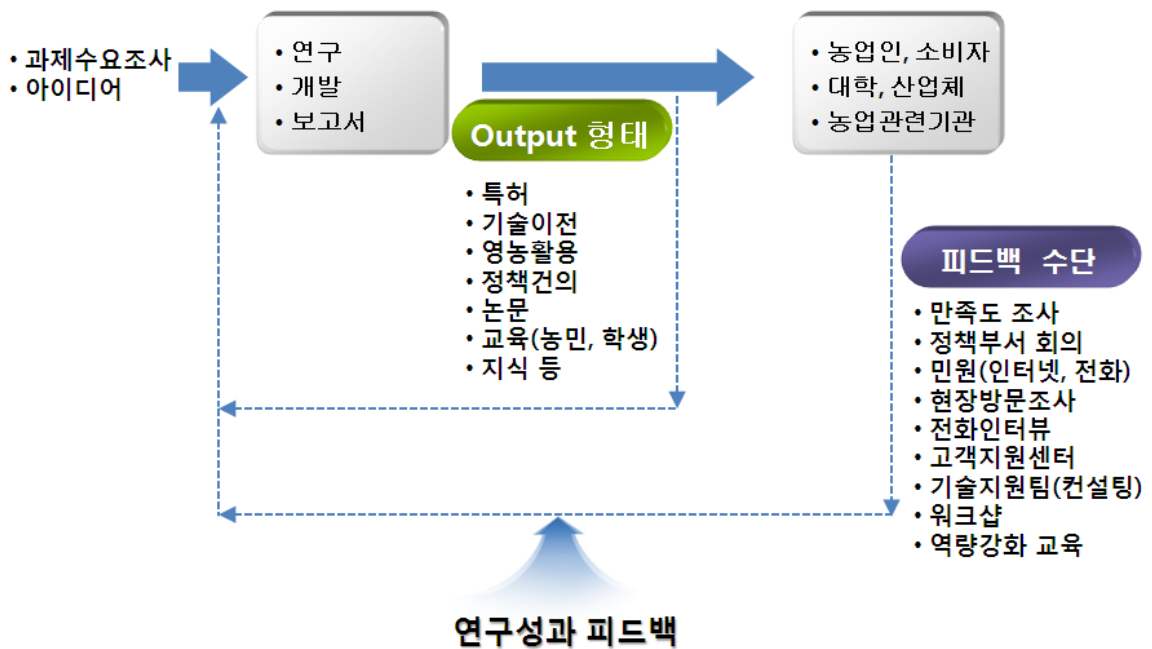 • 과제수요조사
• 아이디어
• 연구
• 개발
• 보고서
Output 형태
• 특허
• 기술이전
• 영농활용
• 정책건의
• 논문
• 교육(농민, 학생)
• 지식 등
• 농업인, 소비자
• 대학, 산업체
• 농업관련기관
피드백 수단
• 만족도 조사
• 정책부서 회의
• 민원(인터넷, 전화)
• 현장방문조사
• 전화인터뷰
• 고객지원센터
• 기술지원팀(컨설팅)
• 워크샵
• 역량강화 교육
연구성과 피드백